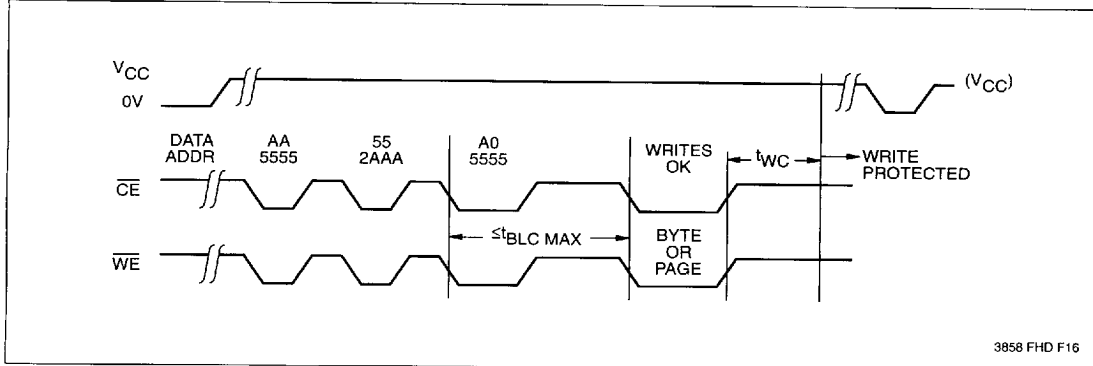 VCC
0V
(VCC)
DATA AA 55 A0
ADDR 5555 2AAA 5555
WRITES
OK
tWC
WRITE
PROTECTED
CE
≤tBLC MAX
BYTE
OR
PAGE
WE
3858 FHD F16